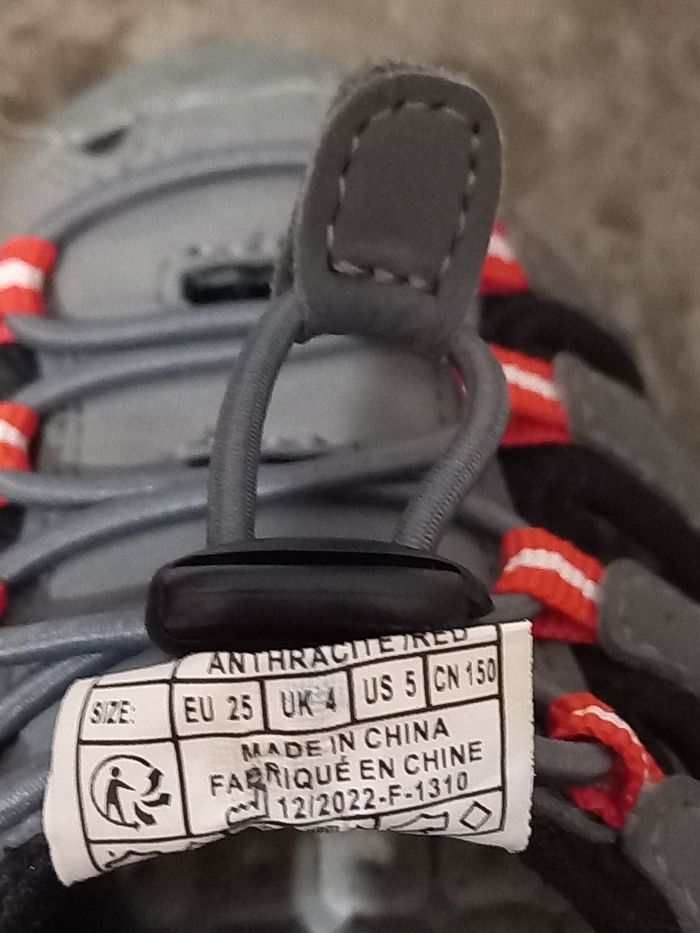 ANTHRACITE /RED
SIZE: EU 25 UK 4 US 5 CN 150
MADE IN CHINA
FABRIQUÉ EN CHINE
12/2022-F-1310